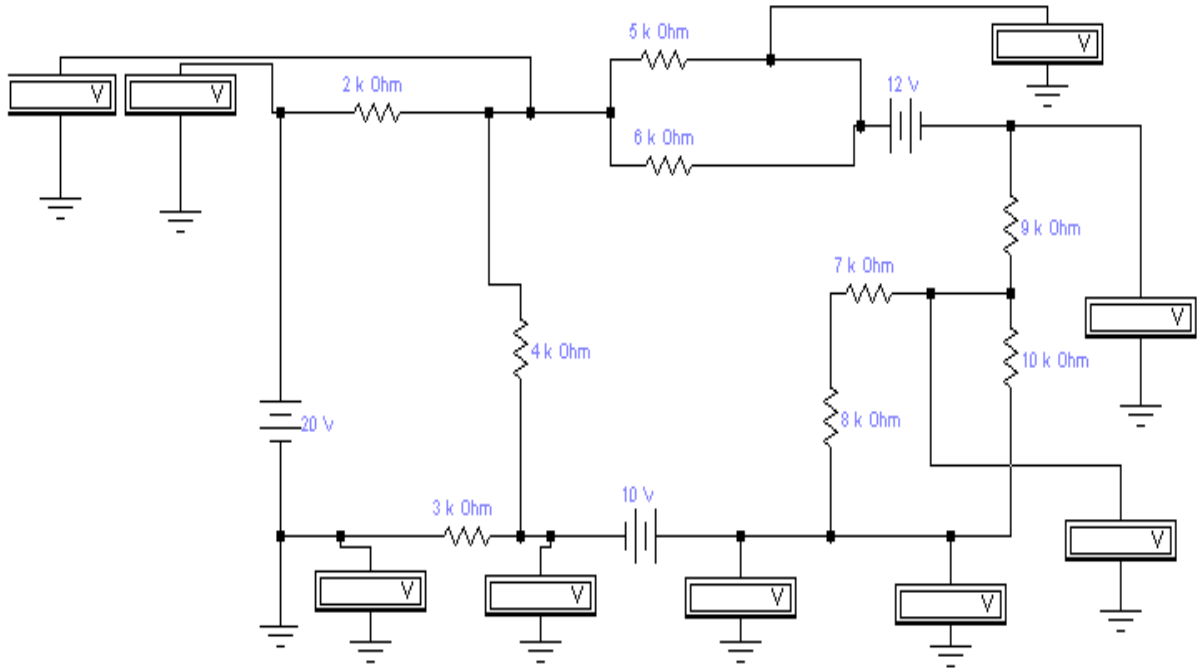 5 k Ohm
V
V
V
2 k Ohm
12 V
6 k Ohm
9 k Ohm
7 k Ohm
V
4 k Ohm
10 k Ohm
20 V
8 k Ohm
10 V
3 k Ohm
V
V
V
V
V